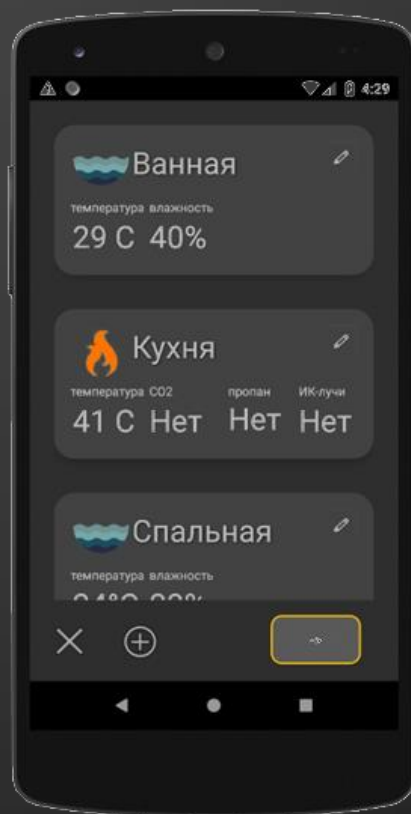 4:29
Ванная
температура влажность
29 C 40%
Кухня
температура CO2 пропан ИК-лучи
41 C Нет Нет Нет
Спальная
температура влажность